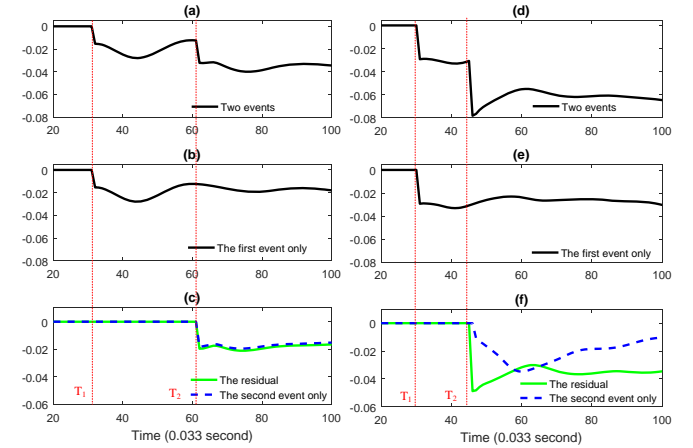 (a)
0
-0.02
-0.04
-0.06
-0.08
Two events
20 40 60 80 100
(b)
0
-0.02
-0.04
-0.06
-0.08
The first event only
20 40 60 80 100
(c)
0
-0.02
-0.04
-0.06
T1
T2
The residual
The second event only
20 40 60 80 100
Time (0.033 second)
(d)
0
-0.02
-0.04
-0.06
-0.08
Two events
20 40 60 80 100
(e)
0
-0.02
-0.04
-0.06
-0.08
The first event only
20 40 60 80 100
(f)
0
-0.02
-0.04
-0.06
T1
T2
The residual
The second event only
20 40 60 80 100
Time (0.033 second)